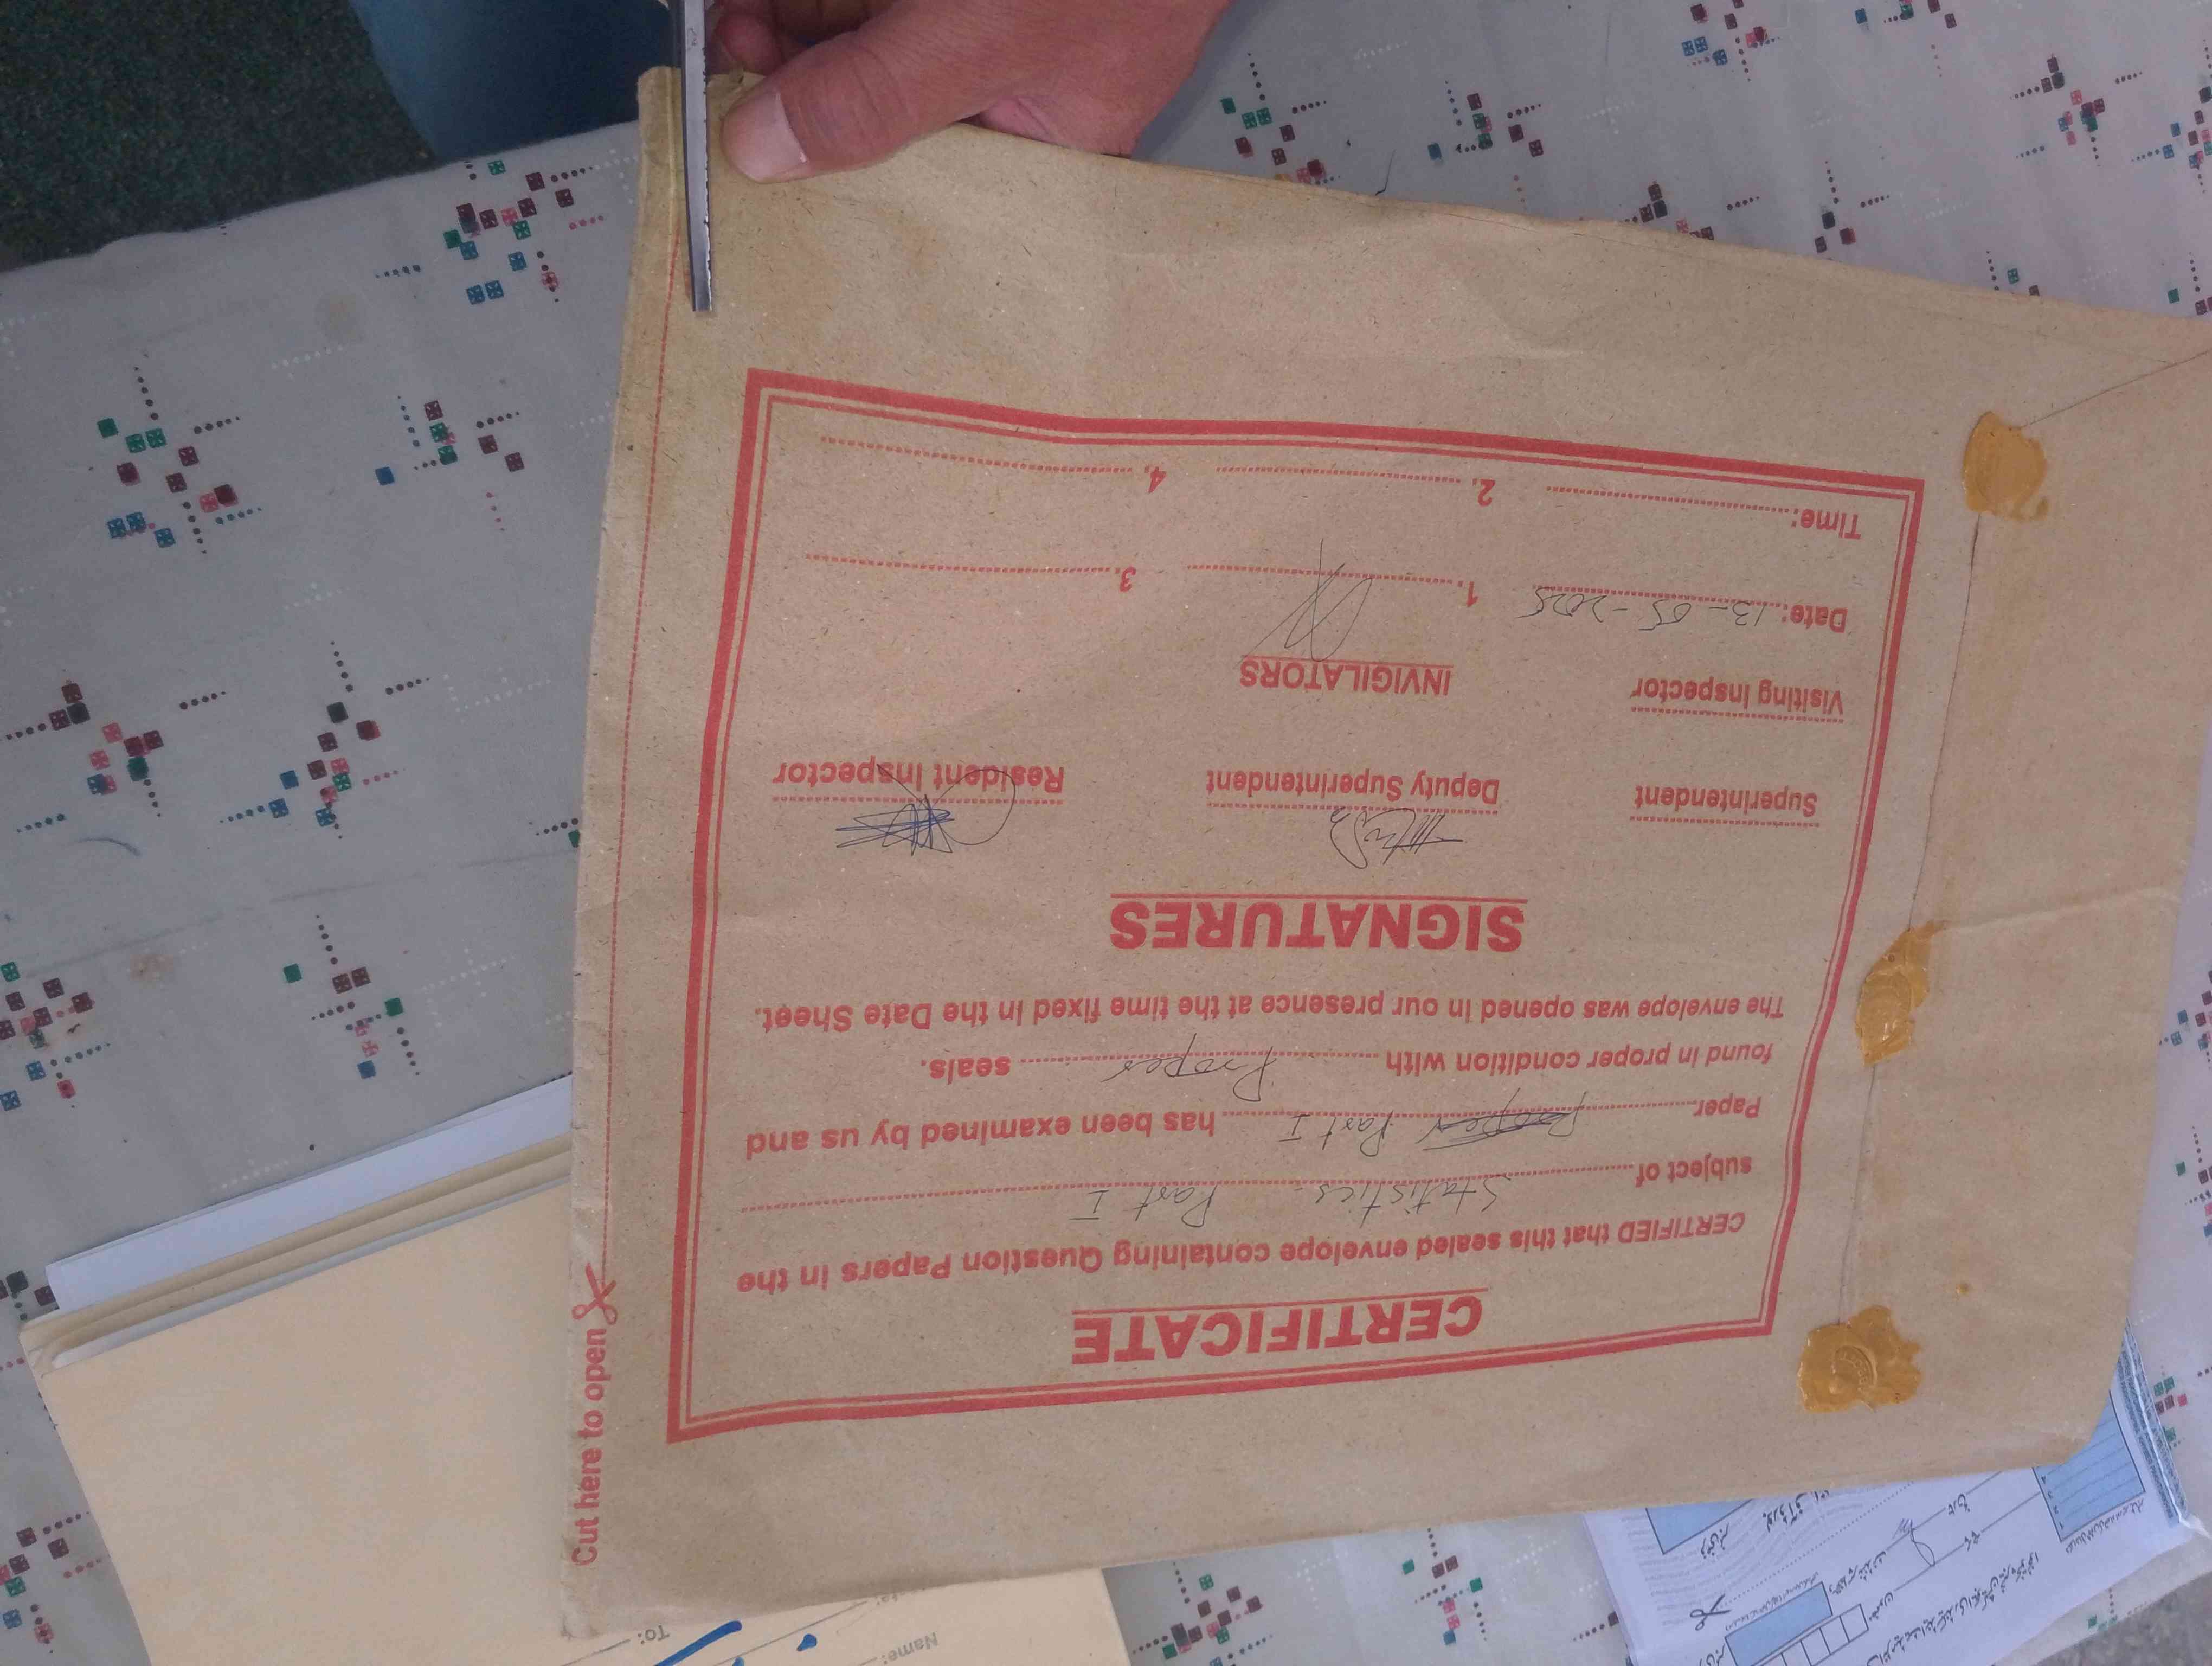 CERTIFICATE
CERTIFIED that this sealed envelope containing Question Papers in the
subject of Statistics - Part I
Paper Proper Part I has been examined by us and
found in proper condition with Proper seals.
The envelope was opened in our presence at the time fixed in the Date Sheet.
SIGNATURES
Superintendent Deputy Superintendent Resident Inspector
Visiting Inspector INVIGILATORS
Date: 13-05-2025 1. 3.
Time: 2. 4.
Cut here to open
To:
Name: